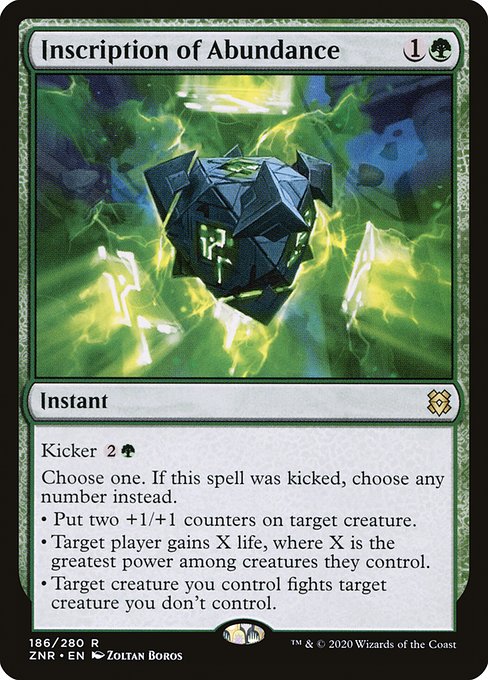 Inscription of Abundance 1
Instant
Kicker 2
Choose one. If this spell was kicked, choose any
number instead.
• Put two +1/+1 counters on target creature.
• Target player gains X life, where X is the
greatest power among creatures they control.
• Target creature you control fights target
creature you don't control.
186/280 R
ZNR • EN Zoltan Boros
™ & © 2020 Wizards of the Coast